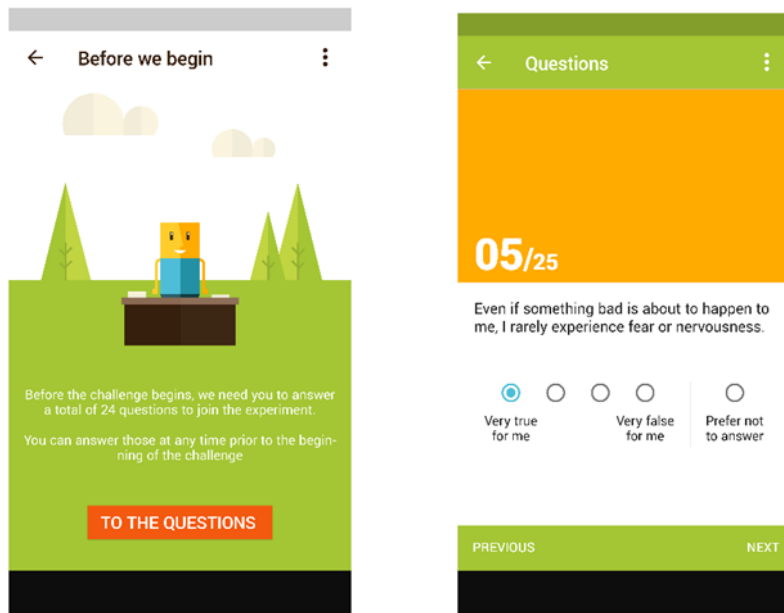 Before we begin
Before the challenge begins, we need you to answer
a total of 24 questions to join the experiment.
You can answer those at any time prior to the begin-
ning of the challenge
TO THE QUESTIONS
Questions
05/25
Even if something bad is about to happen to
me, I rarely experience fear or nervousness.
Very true
for me
Very false
for me
Prefer not
to answer
PREVIOUS
NEXT